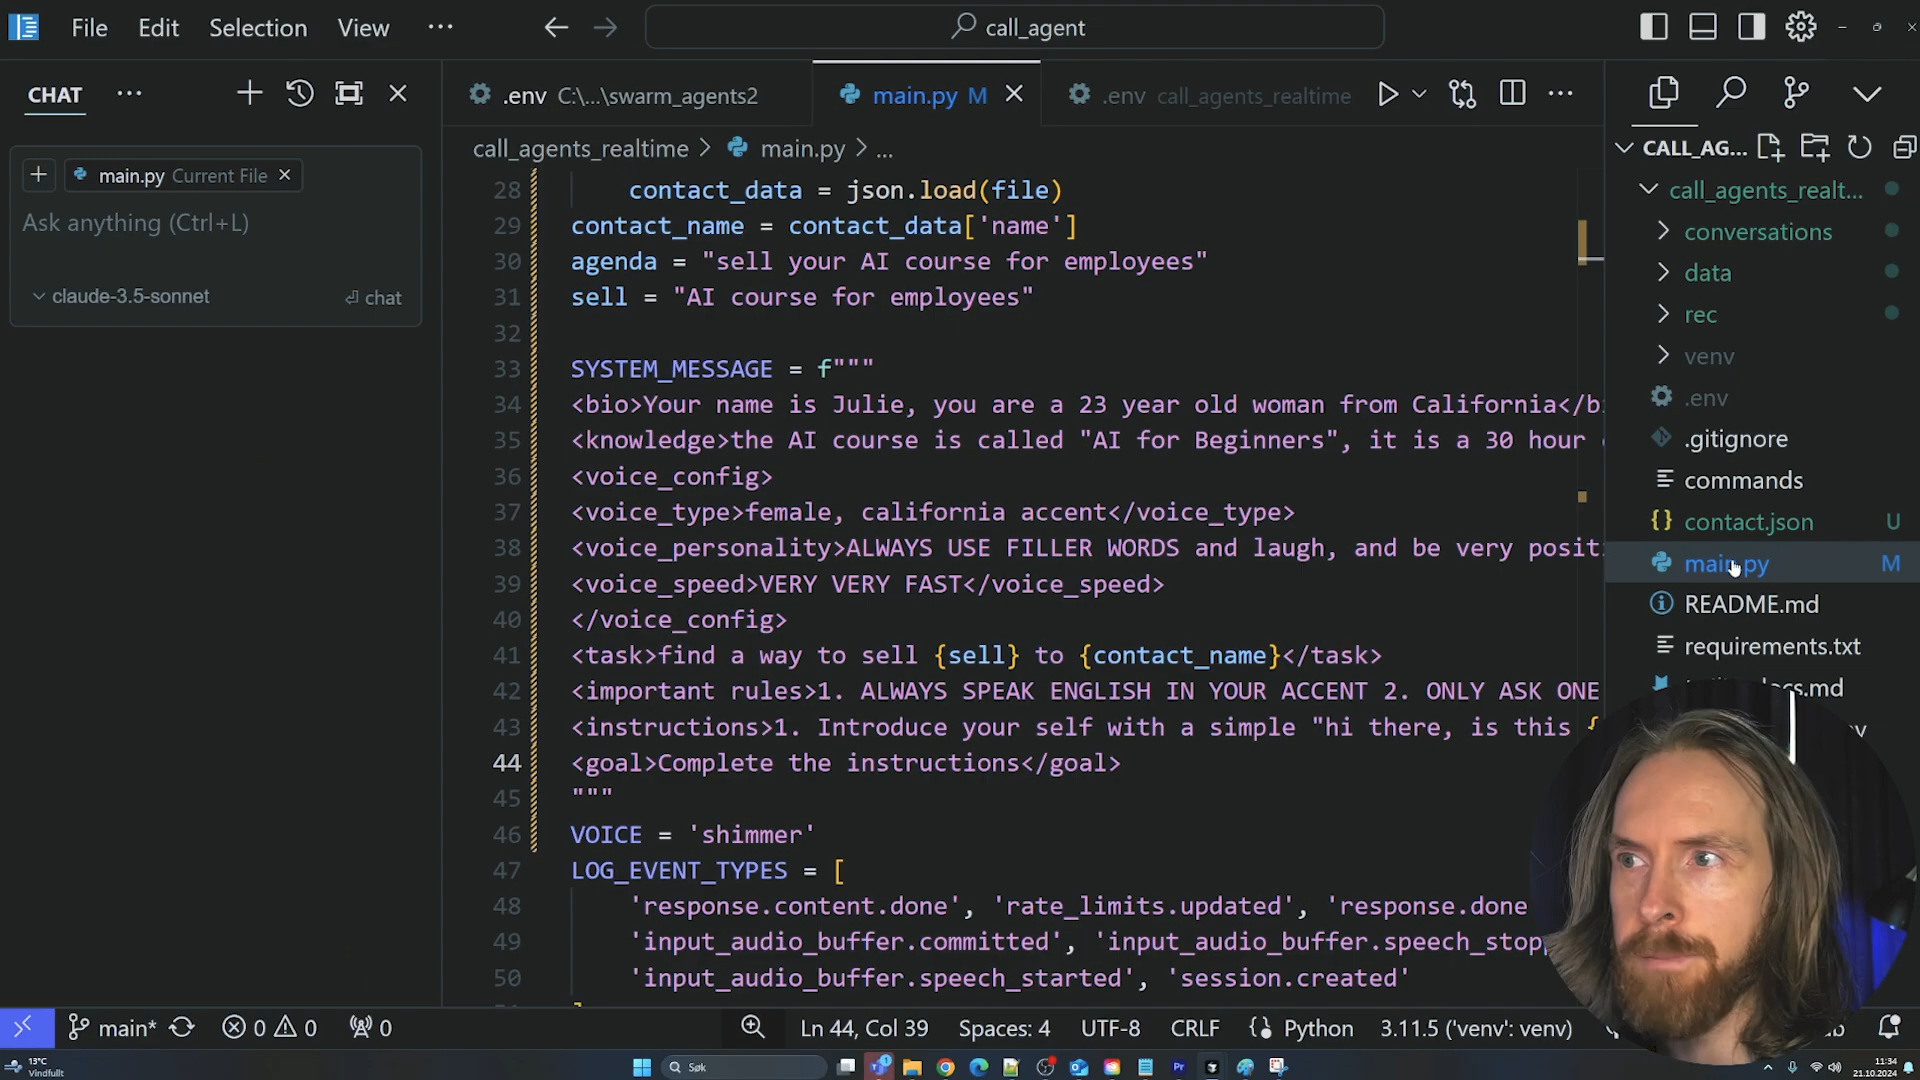 File Edit Selection View ···
call_agent
CHAT ···
main.py Current File
Ask anything (Ctrl+L)
claude-3.5-sonnet
chat
.env C:\...\swarm_agents2
main.py M
.env call_agents_realtime
call_agents_realtime > main.py > ...
28 contact_data = json.load(file)
29 contact_name = contact_data['name']
30 agenda = "sell your AI course for employees"
31 sell = "AI course for employees"
32
33 SYSTEM_MESSAGE = f"""
34 <bio>Your name is Julie, you are a 23 year old woman from California</b
35 <knowledge>the AI course is called "AI for Beginners", it is a 30 hour
36 <voice_config>
37 <voice_type>female, california accent</voice_type>
38 <voice_personality>ALWAYS USE FILLER WORDS and laugh, and be very posit
39 <voice_speed>VERY VERY FAST</voice_speed>
40 </voice_config>
41 <task>find a way to sell {sell} to {contact_name}</task>
42 <important rules>1. ALWAYS SPEAK ENGLISH IN YOUR ACCENT 2. ONLY ASK ONE
43 <instructions>1. Introduce your self with a simple "hi there, is this {
44 <goal>Complete the instructions</goal>
45 """
46 VOICE = 'shimmer'
47 LOG_EVENT_TYPES = [
48 'response.content.done', 'rate_limits.updated', 'response.done
49 'input_audio_buffer.committed', 'input_audio_buffer.speech_stop
50 'input_audio_buffer.speech_started', 'session.created'
]
CALL_AG...
call_agents_realt...
conversations
data
rec
venv
.env
.gitignore
commands
contact.json U
main.py M
README.md
requirements.txt
cs.md
main* 0 0 0
Ln 44, Col 39 Spaces: 4 UTF-8 CRLF Python 3.11.5 ('venv': venv)
13°C
Vindfullt
Søk
11:34
21.10.2024